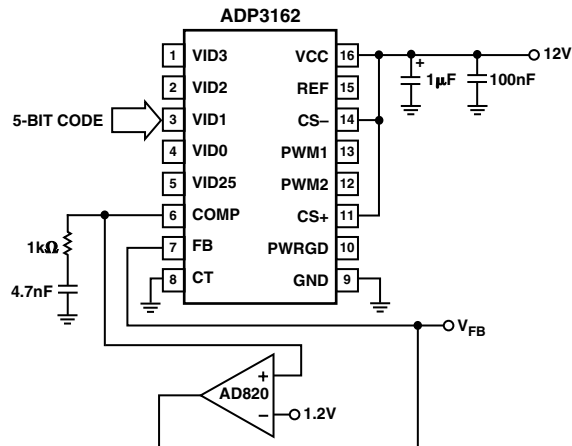 ADP3162
1 VID3 VCC 16 12V
2 VID2 REF 15 + 1μF 100nF
5-BIT CODE 3 VID1 CS– 14
4 VID0 PWM1 13
5 VID25 PWM2 12
6 COMP CS+ 11
1kΩ 7 FB PWRGD 10
4.7nF 8 CT GND 9
VFB
+
AD820
– 1.2V